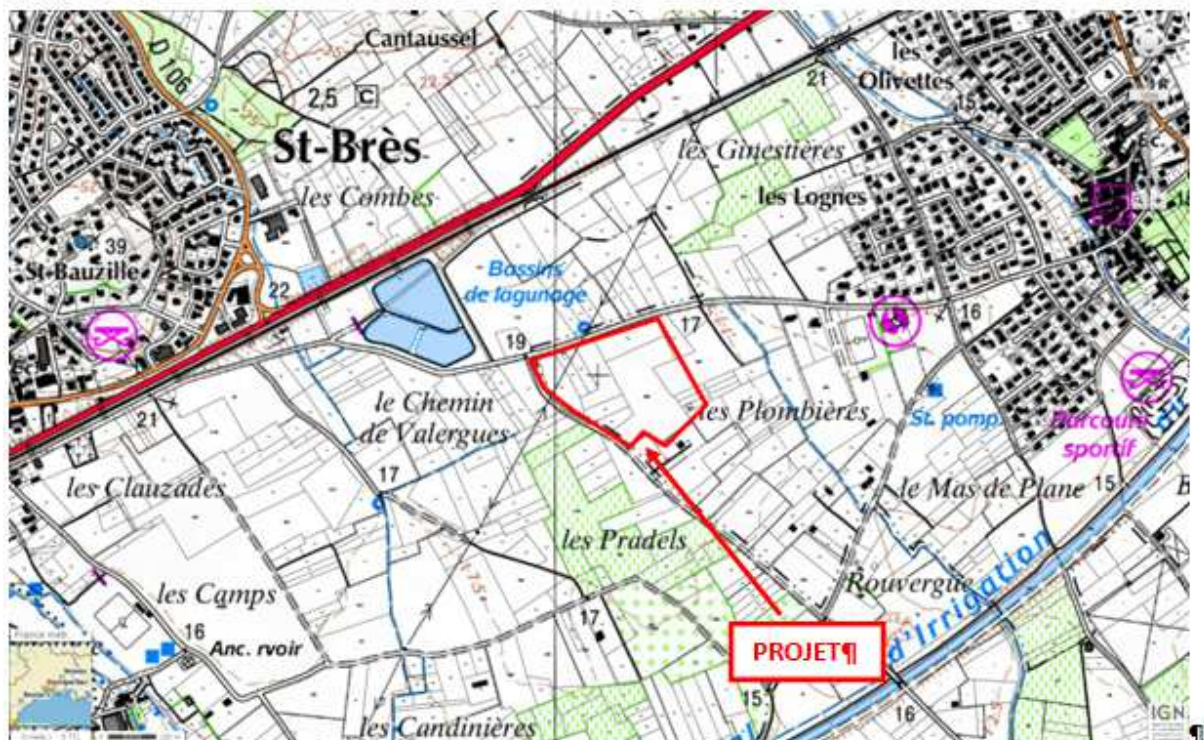 D 106
Cantaussel
les
Olivettes
21
15
2,5
C
St-Brès
les Combes
les Ginestières
les Lognes
39
St-Bauzille
22
Bassins
de lagunage
17
16
19
le Chemin
de Valergues
les Plombières
St. pomp.
Parcours
sportif
21
les Clauzades
17
le Mas de Plane
15
les Pradels
Rouvergue
les Camps
16
Anc. rvoir
17
PROJET¶
d'Irrigation
15
16
les Candinières
IGN
¶